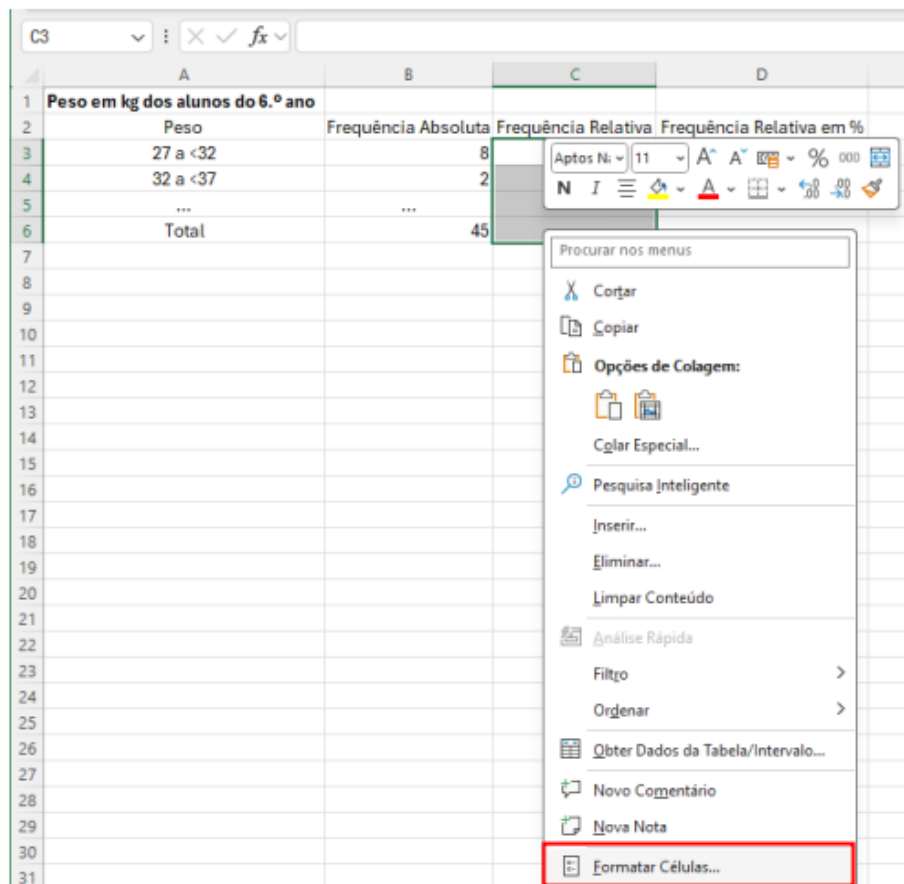 C3 fx
A B C D
1 Peso em kg dos alunos do 6.º ano
2 Peso Frequência Absoluta Frequência Relativa Frequência Relativa em %
3 27 a <32 8
4 32 a <37 2
5 ... ...
6 Total 45
Aptos Na 11 A A % 000
N I A
Procurar nos menus
7
8
9
10
11
12
13
14
15
16
17
18
19
20
21
22
23
24
25
26
27
28
29
30
31
Cortar
Copiar
Opções de Colagem:
Colar Especial...
Pesquisa Inteligente
Inserir...
Eliminar...
Limpar Conteúdo
Análise Rápida
Filtro
Ordenar
Obter Dados da Tabela/Intervalo...
Novo Comentário
Nova Nota
Formatar Células...